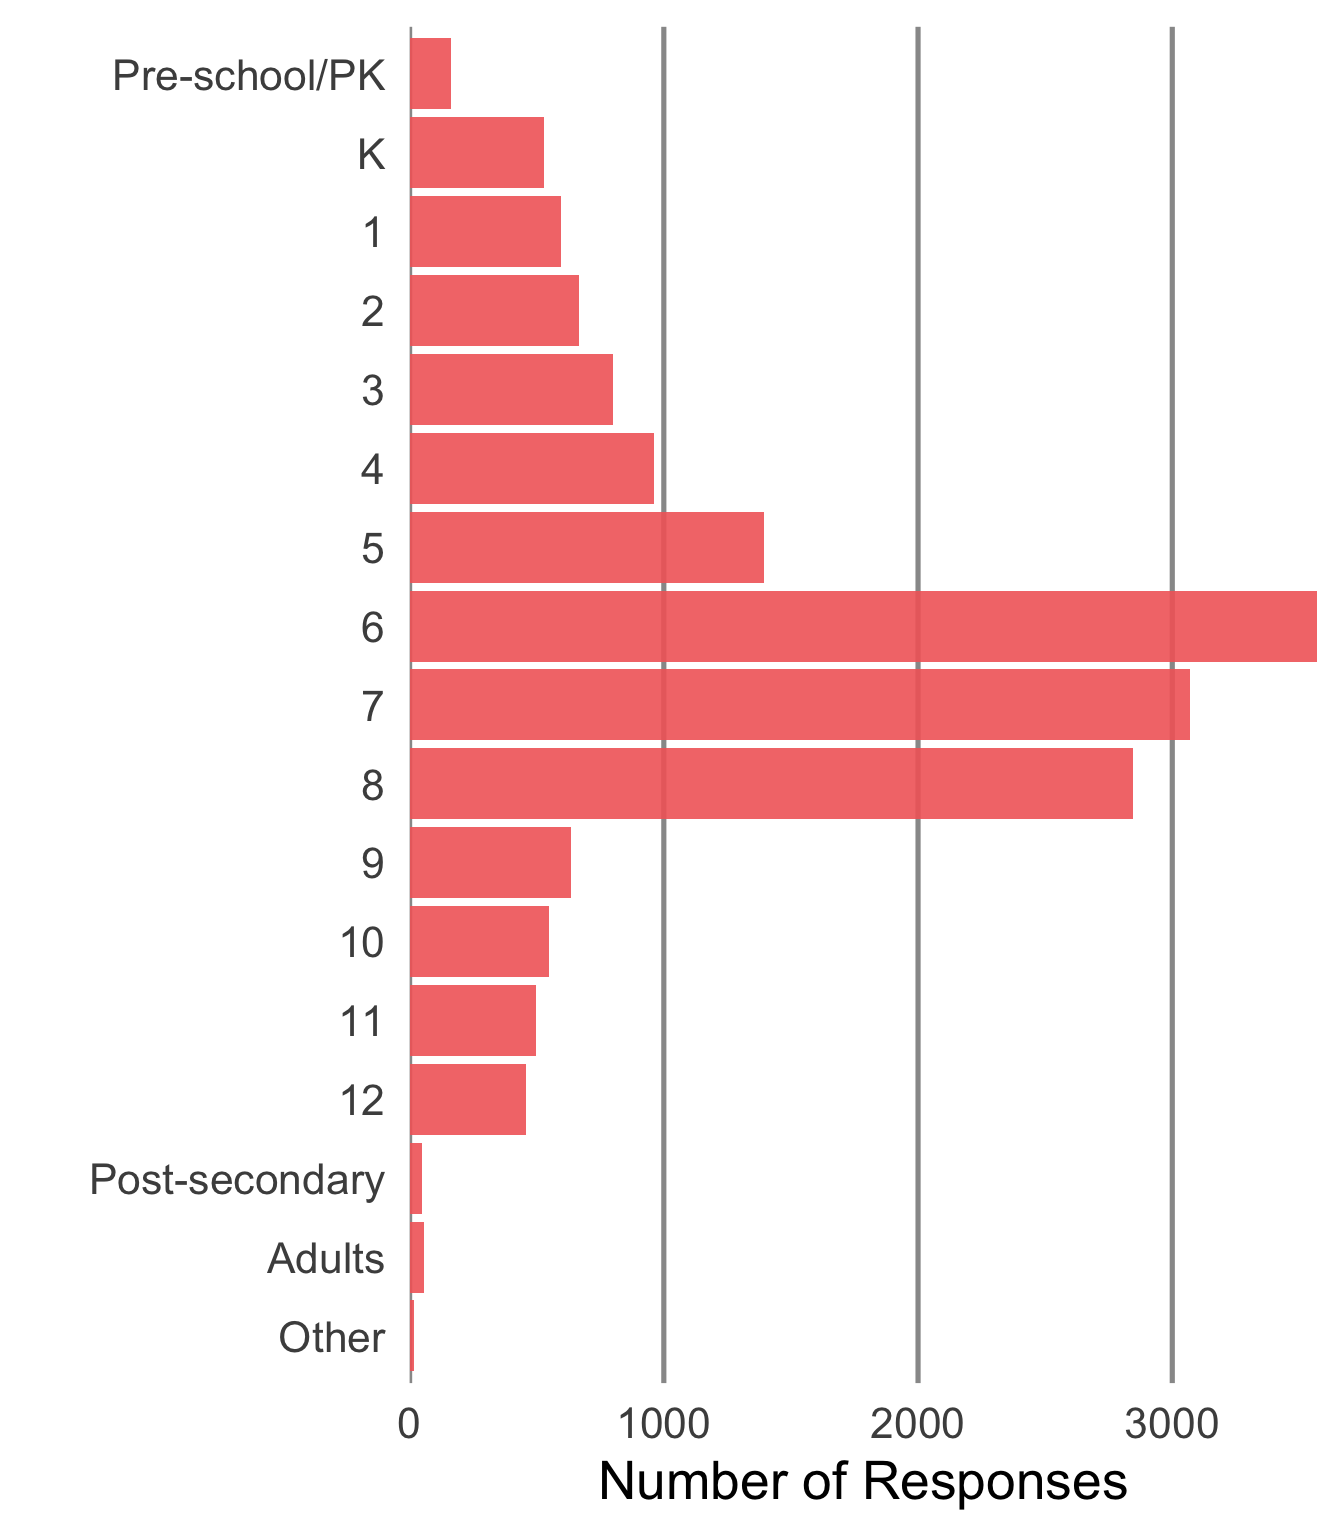 Pre-school/PK
K
1
2
3
4
5
6
7
8
9
10
11
12
Post-secondary
Adults
Other
0 1000 2000 3000
Number of Responses